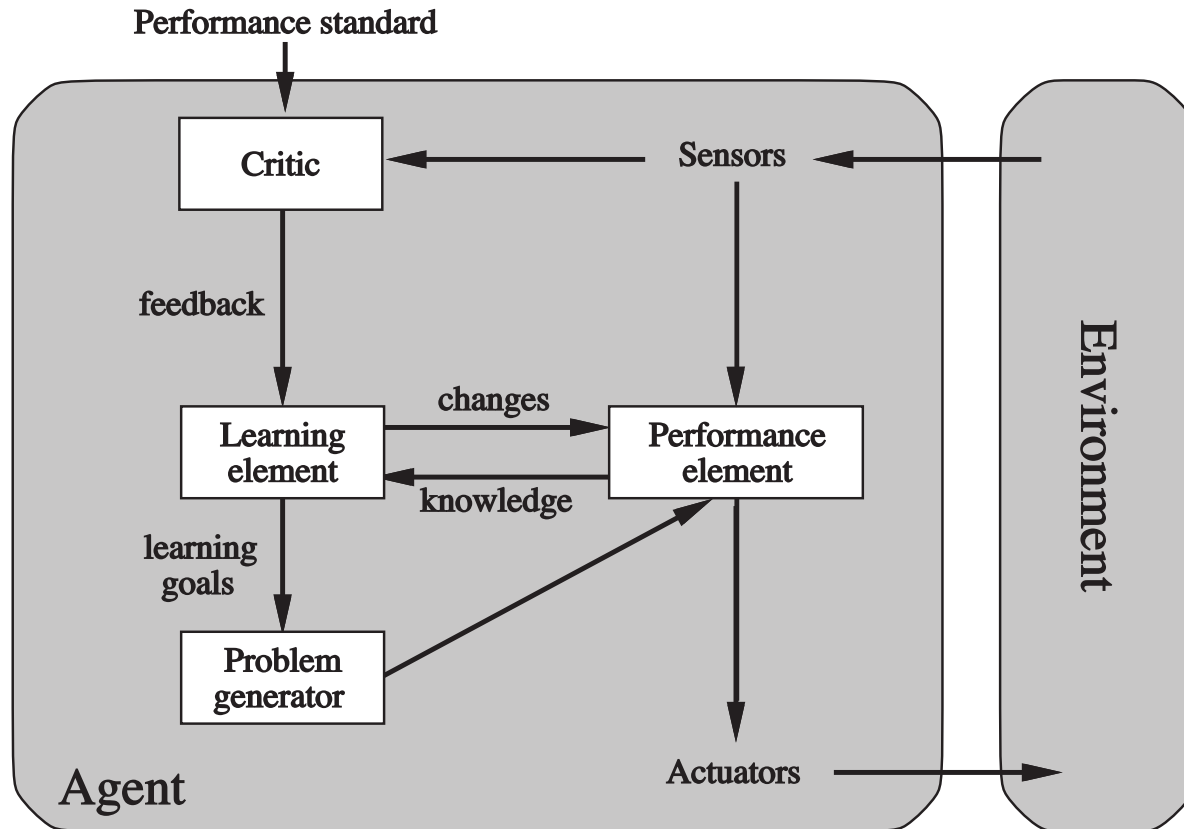 Performance standard
Critic
Sensors
feedback
changes
Learning
element
Performance
element
knowledge
learning
goals
Problem
generator
Actuators
Agent
Environment